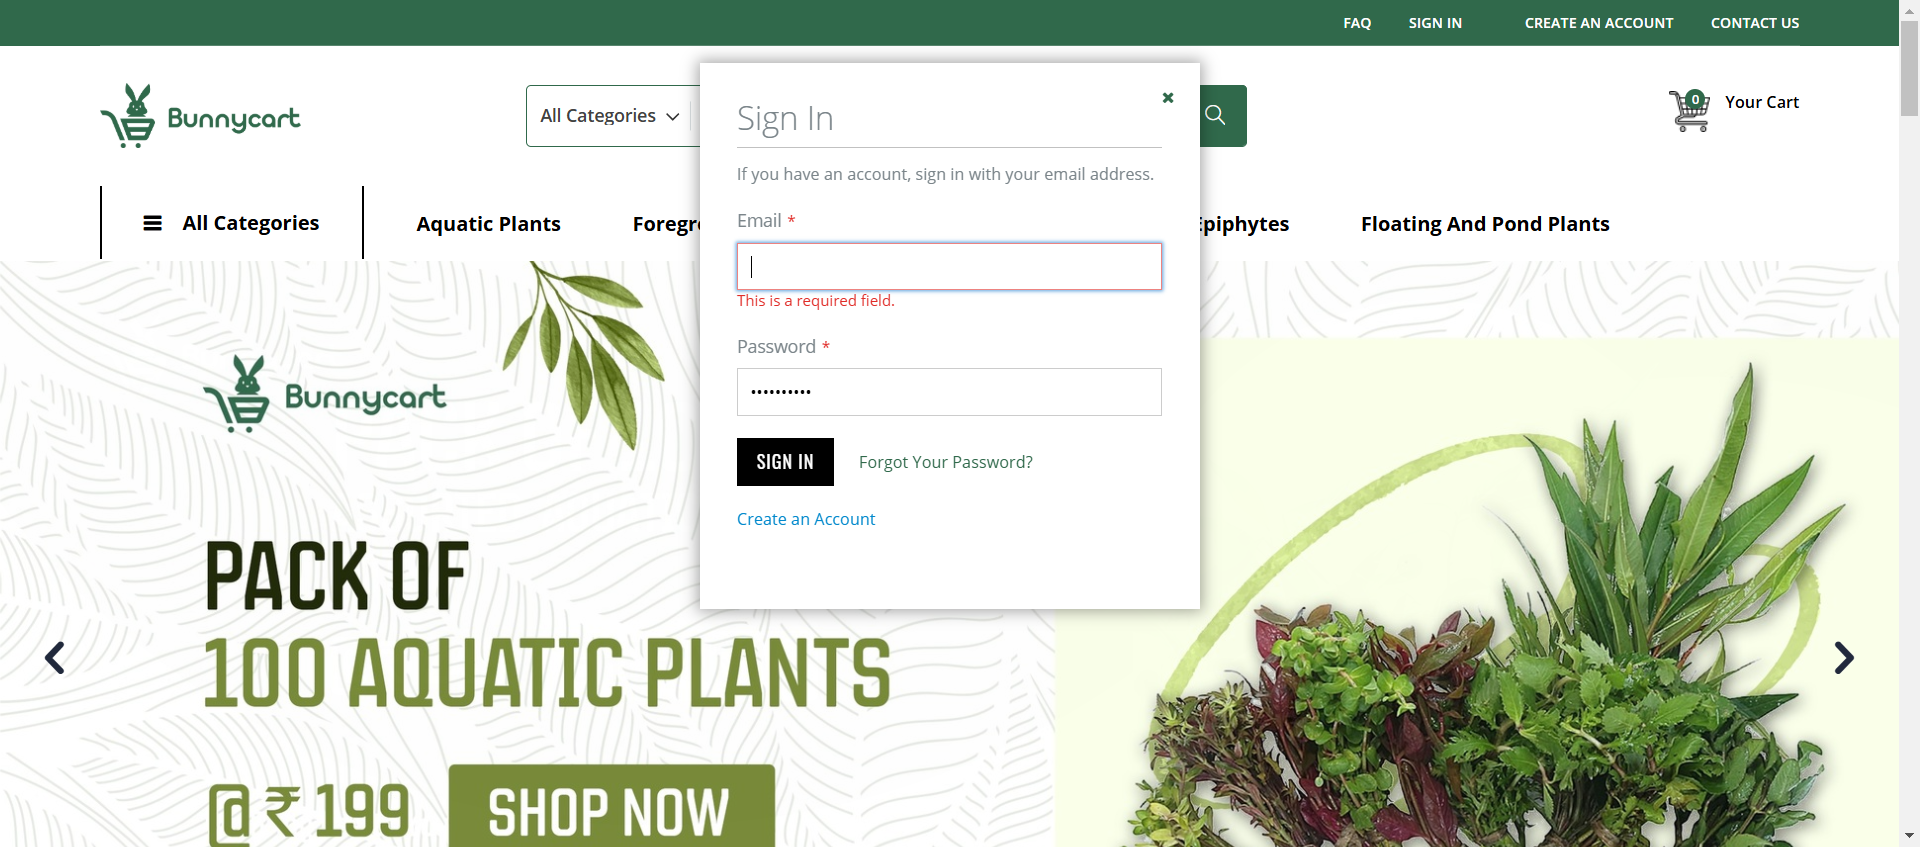 FAQ SIGN IN CREATE AN ACCOUNT CONTACT US
Bunnycart
All Categories
0 Your Cart
All Categories Aquatic Plants Foregr piphytes Floating And Pond Plants
Sign In
If you have an account, sign in with your email address.
Email *
This is a required field.
Password *
••••••••••
SIGN IN Forgot Your Password?
Create an Account
Bunnycart
PACK OF
100 AQUATIC PLANTS
@ ₹ 199 SHOP NOW